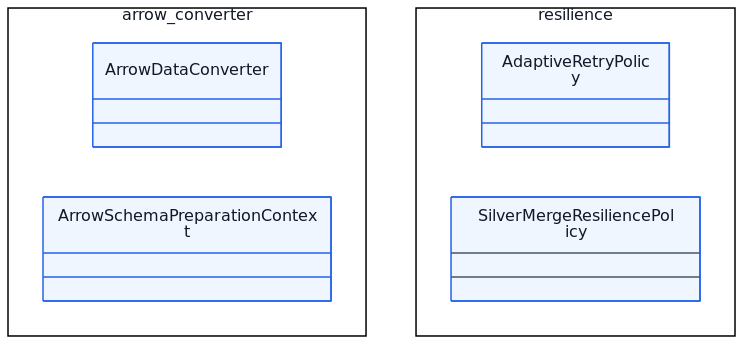 arrow_converter
ArrowDataConverter
ArrowSchemaPreparationContex
t
resilience
AdaptiveRetryPolic
y
SilverMergeResiliencePol
icy